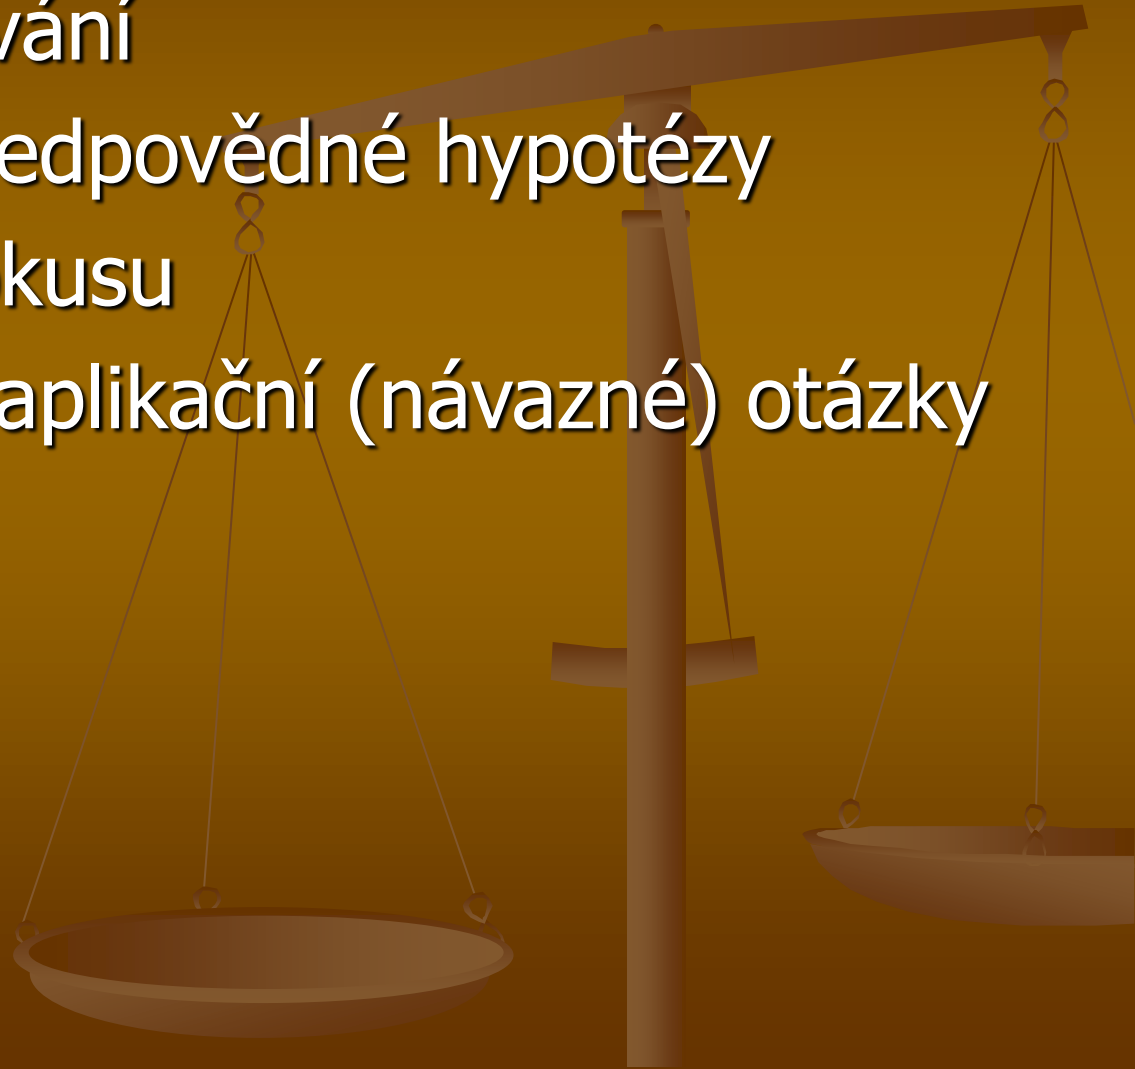 vání
edpovědné hypotézy
kusu
aplikační (návazné) otázky